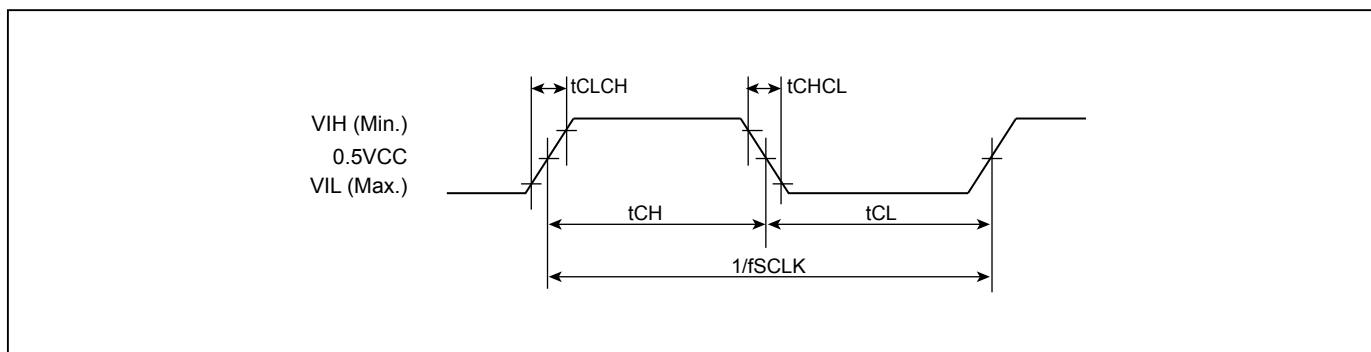 tCLCH
tCHCL
VIH (Min.)
0.5VCC
VIL (Max.)
tCH
tCL
1/fSCLK